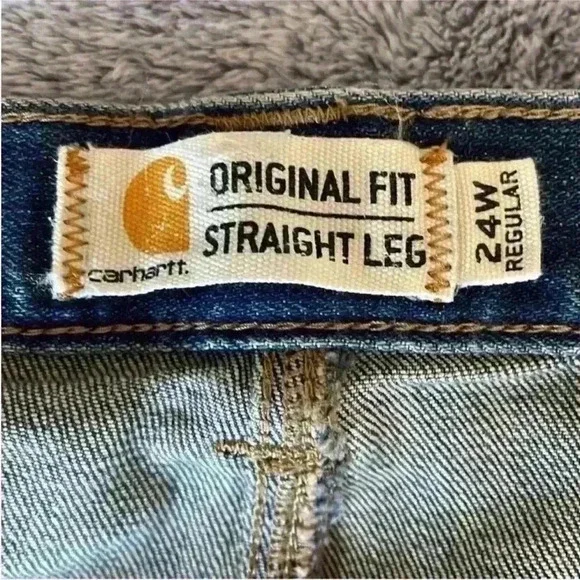 carhartt.
ORIGINAL FIT
STRAIGHT LEG
24W
REGULAR